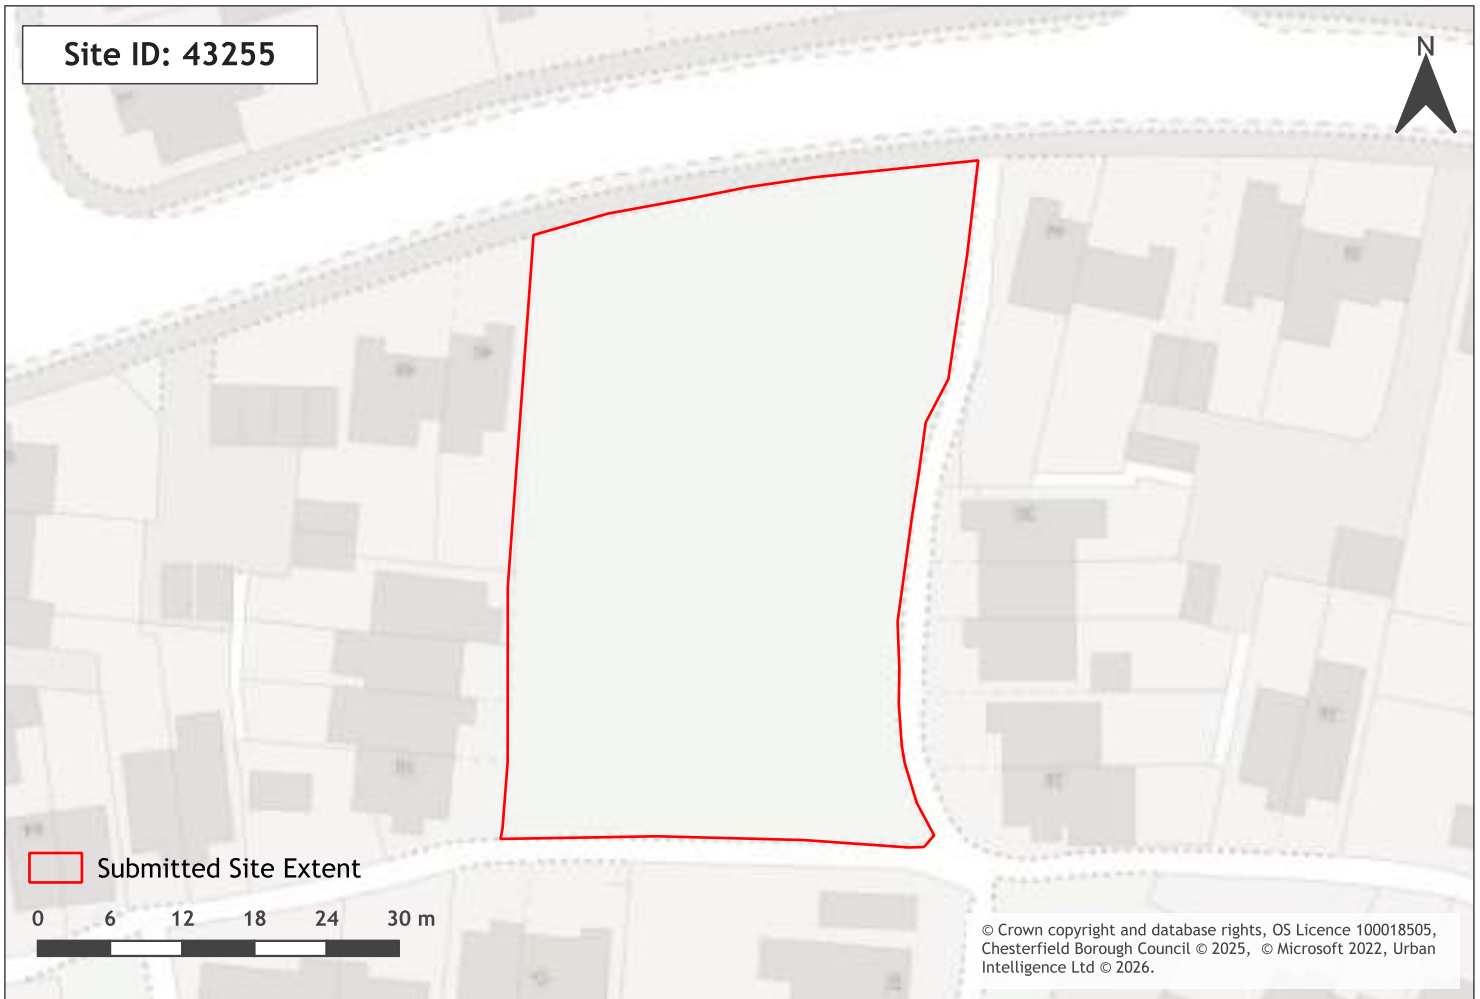 Site ID: 43255
N
Submitted Site Extent
0 6 12 18 24 30 m
© Crown copyright and database rights, OS Licence 100018505,
Chesterfield Borough Council © 2025, © Microsoft 2022, Urban
Intelligence Ltd © 2026.